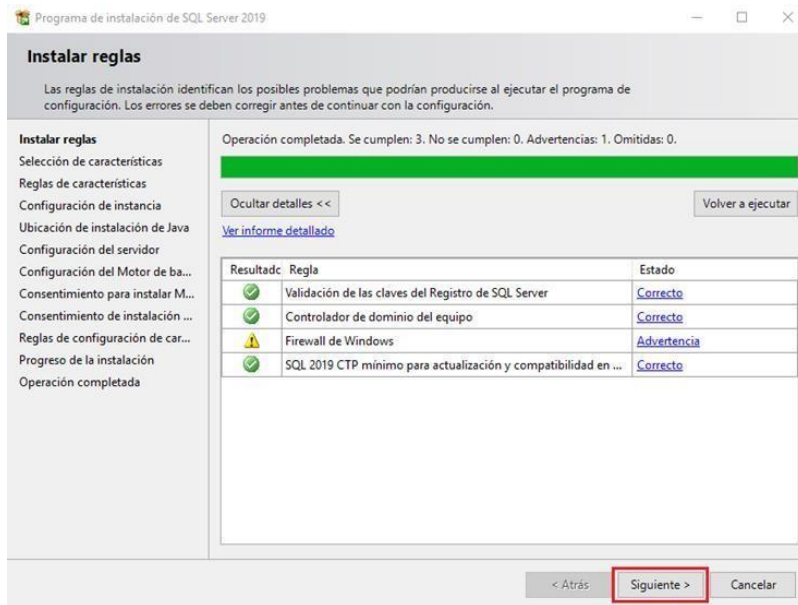 Programa de instalación de SQL Server 2019
Instalar reglas
Las reglas de instalación identifican los posibles problemas que podrían producirse al ejecutar el programa de
configuración. Los errores se deben corregir antes de continuar con la configuración.
Instalar reglas
Selección de características
Reglas de características
Configuración de instancia
Ubicación de instalación de Java
Configuración del servidor
Configuración del Motor de ba...
Consentimiento para instalar M...
Consentimiento de instalación ...
Reglas de configuración de car...
Progreso de la instalación
Operación completada
Operación completada. Se cumplen: 3. No se cumplen: 0. Advertencias: 1. Omitidas: 0.
Ocultar detalles <<
Volver a ejecutar
Ver informe detallado
Resultado Regla Estado
Validación de las claves del Registro de SQL Server Correcto
Controlador de dominio del equipo Correcto
Firewall de Windows Advertencia
SQL 2019 CTP mínimo para actualización y compatibilidad en ... Correcto
< Atrás Siguiente > Cancelar